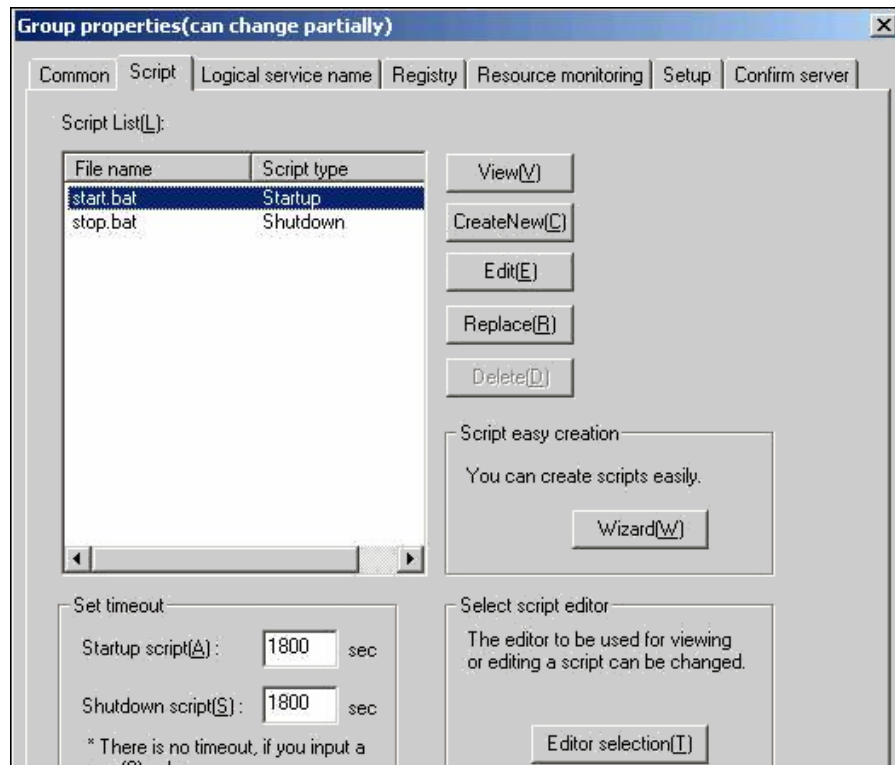 Group properties(can change partially)
Common Script Logical service name Registry Resource monitoring Setup Confirm server
Script List(L):
File name Script type
start.bat Startup
stop.bat Shutdown
View(V)
CreateNew(C)
Edit(E)
Replace(R)
Delete(D)
Script easy creation
You can create scripts easily.
Wizard(W)
Set timeout
Startup script(A) : 1800 sec
Shutdown script(S) : 1800 sec
* There is no timeout, if you input a
Select script editor
The editor to be used for viewing
or editing a script can be changed.
Editor selection(T)